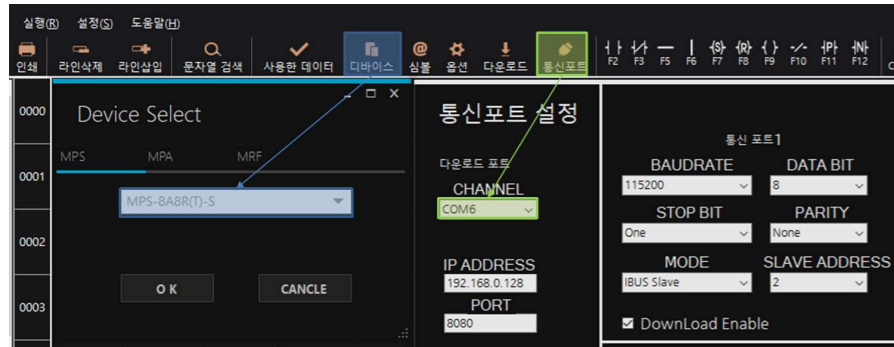 실행(R) 설정(S) 도움말(H)
인쇄 라인삭제 라인삽입 문자열 검색 사용한 데이터 디바이스 심볼 옵션 다운로드 통신포트 F2 F3 F5 F6 F7 F8 F9 F10 F11 F12
0000
0001
0002
0003
Device Select
MPS MPA MRF
MPS-8A8R(T)-S
O K CANCLE
통신포트 설정
다운로드 포트
CHANNEL
COM6
IP ADDRESS
192.168.0.128
PORT
8080
통신 포트1
BAUDRATE DATA BIT
115200 8
STOP BIT PARITY
One None
MODE SLAVE ADDRESS
IBUS Slave 2
DownLoad Enable